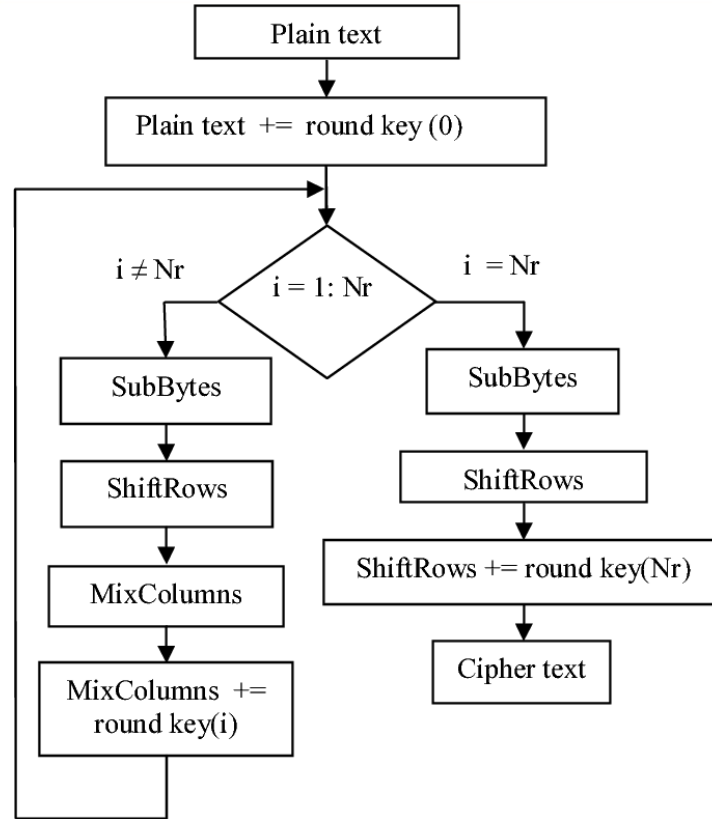 Plain text
Plain text += round key (0)
i ≠ Nr
i = 1: Nr
i = Nr
SubBytes
ShiftRows
MixColumns
MixColumns +=
round key(i)
SubBytes
ShiftRows
ShiftRows += round key(Nr)
Cipher text